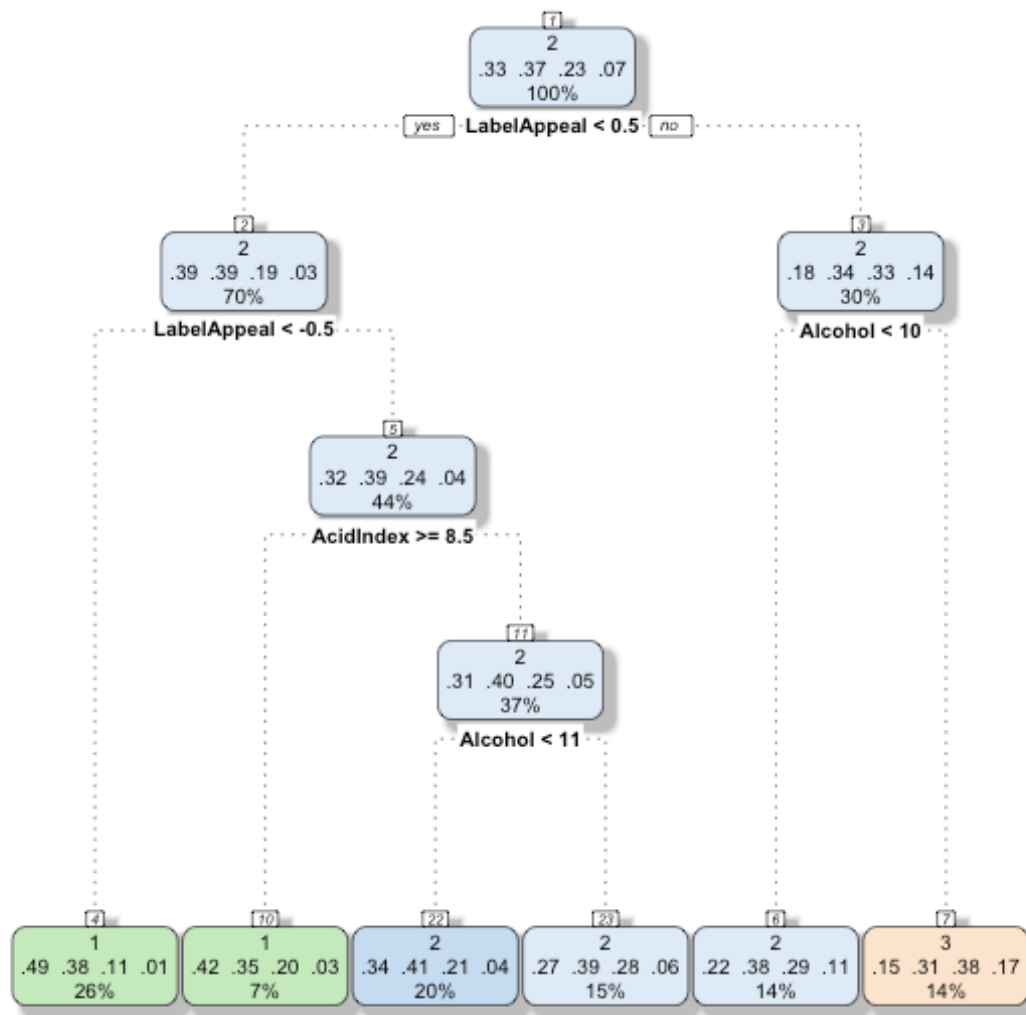 1
2
.33 .37 .23 .07
100%
yes LabelAppeal < 0.5 no
2
2
.39 .39 .19 .03
70%
LabelAppeal < -0.5
3
2
.18 .34 .33 .14
30%
Alcohol < 10
5
2
.32 .39 .24 .04
44%
AcidIndex >= 8.5
11
2
.31 .40 .25 .05
37%
Alcohol < 11
4
1
.49 .38 .11 .01
26%
10
1
.42 .35 .20 .03
7%
22
2
.34 .41 .21 .04
20%
23
2
.27 .39 .28 .06
15%
6
2
.22 .38 .29 .11
14%
7
3
.15 .31 .38 .17
14%